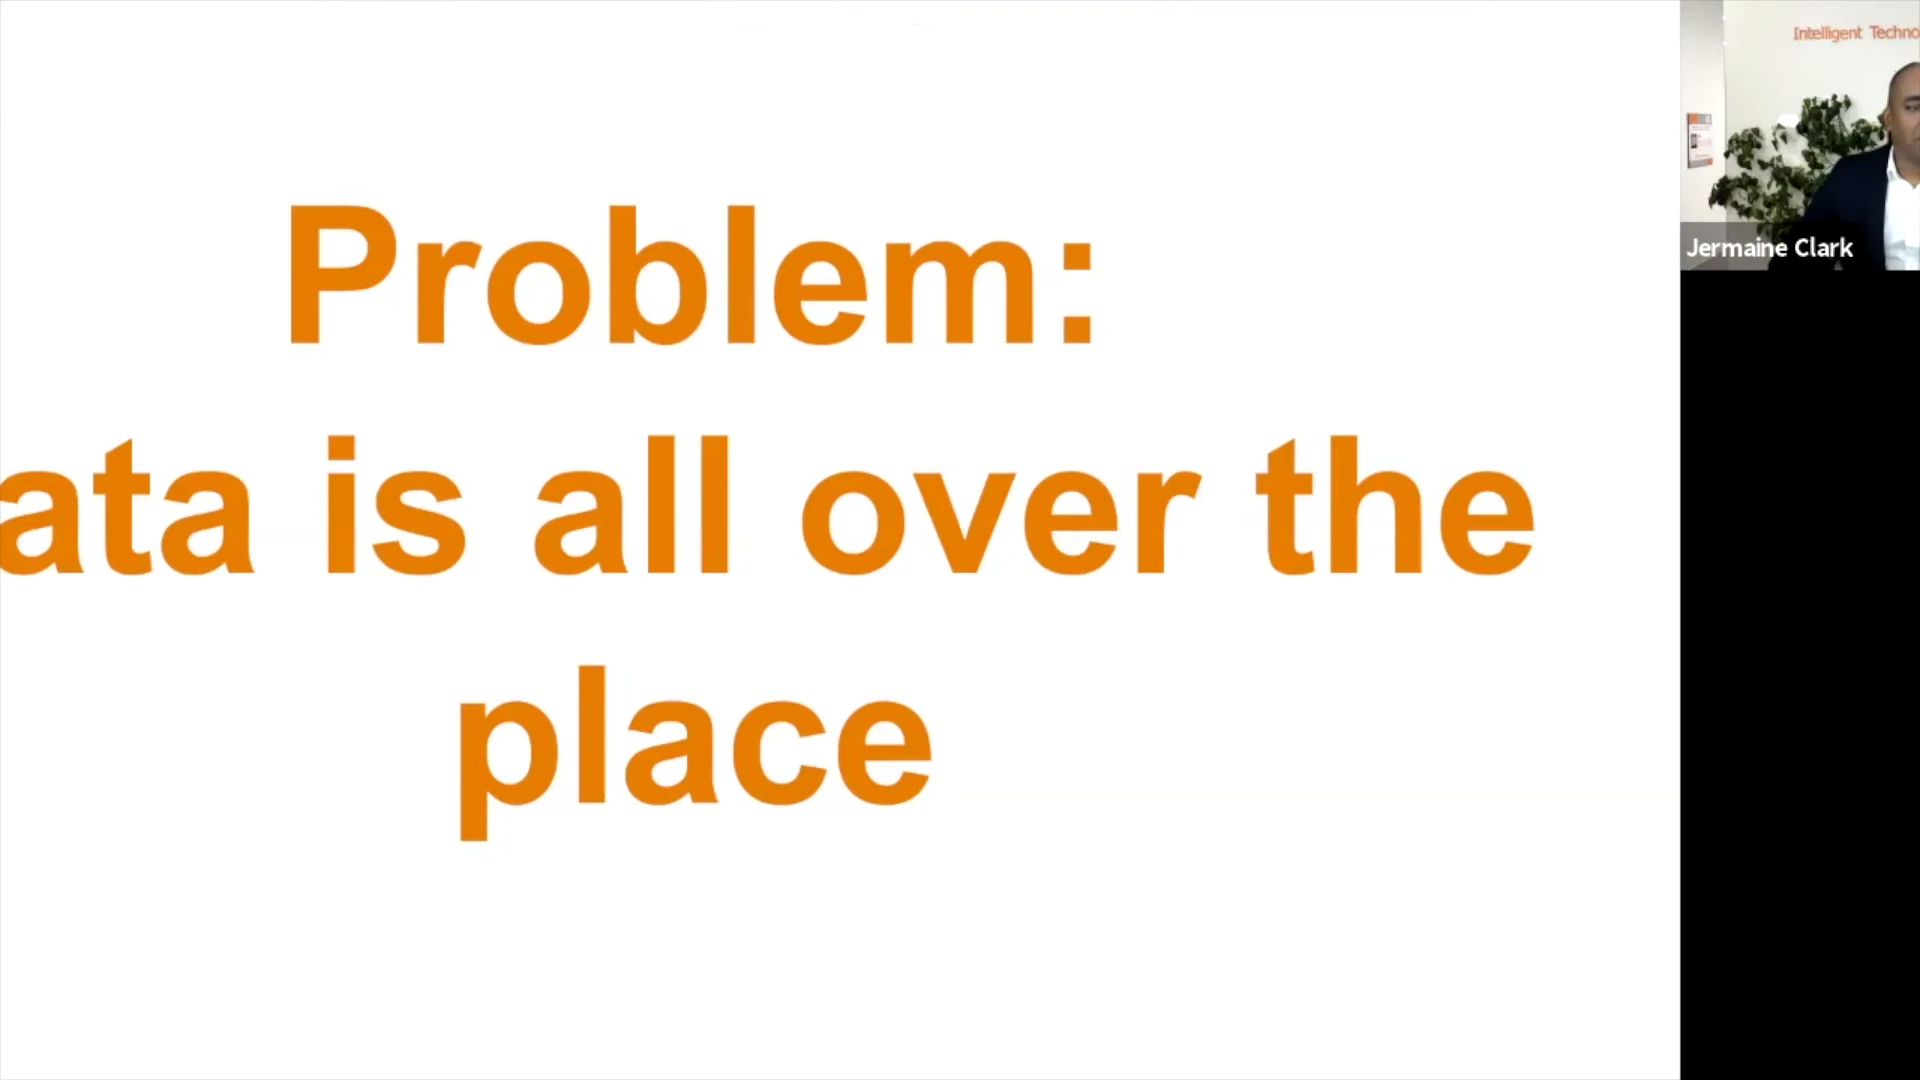 Problem:
ata is all over the
place
Intelligent Techno
Jermaine Clark